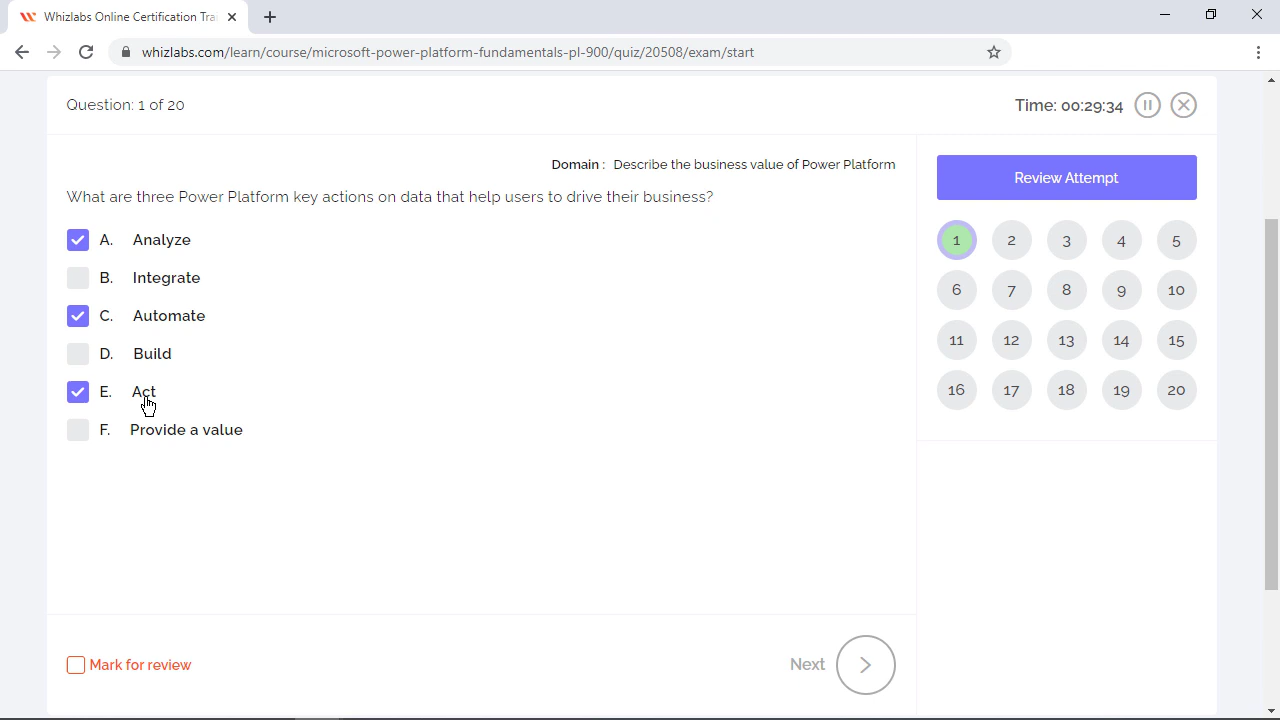 Whizlabs Online Certification Trai
whizlabs.com/learn/course/microsoft-power-platform-fundamentals-pl-900/quiz/20508/exam/start
Question: 1 of 20
Time: 00:29:34
Domain : Describe the business value of Power Platform
What are three Power Platform key actions on data that help users to drive their business?
A. Analyze
B. Integrate
C. Automate
D. Build
E. Act
F. Provide a value
Mark for review
Next
Review Attempt
1 2 3 4 5
6 7 8 9 10
11 12 13 14 15
16 17 18 19 20